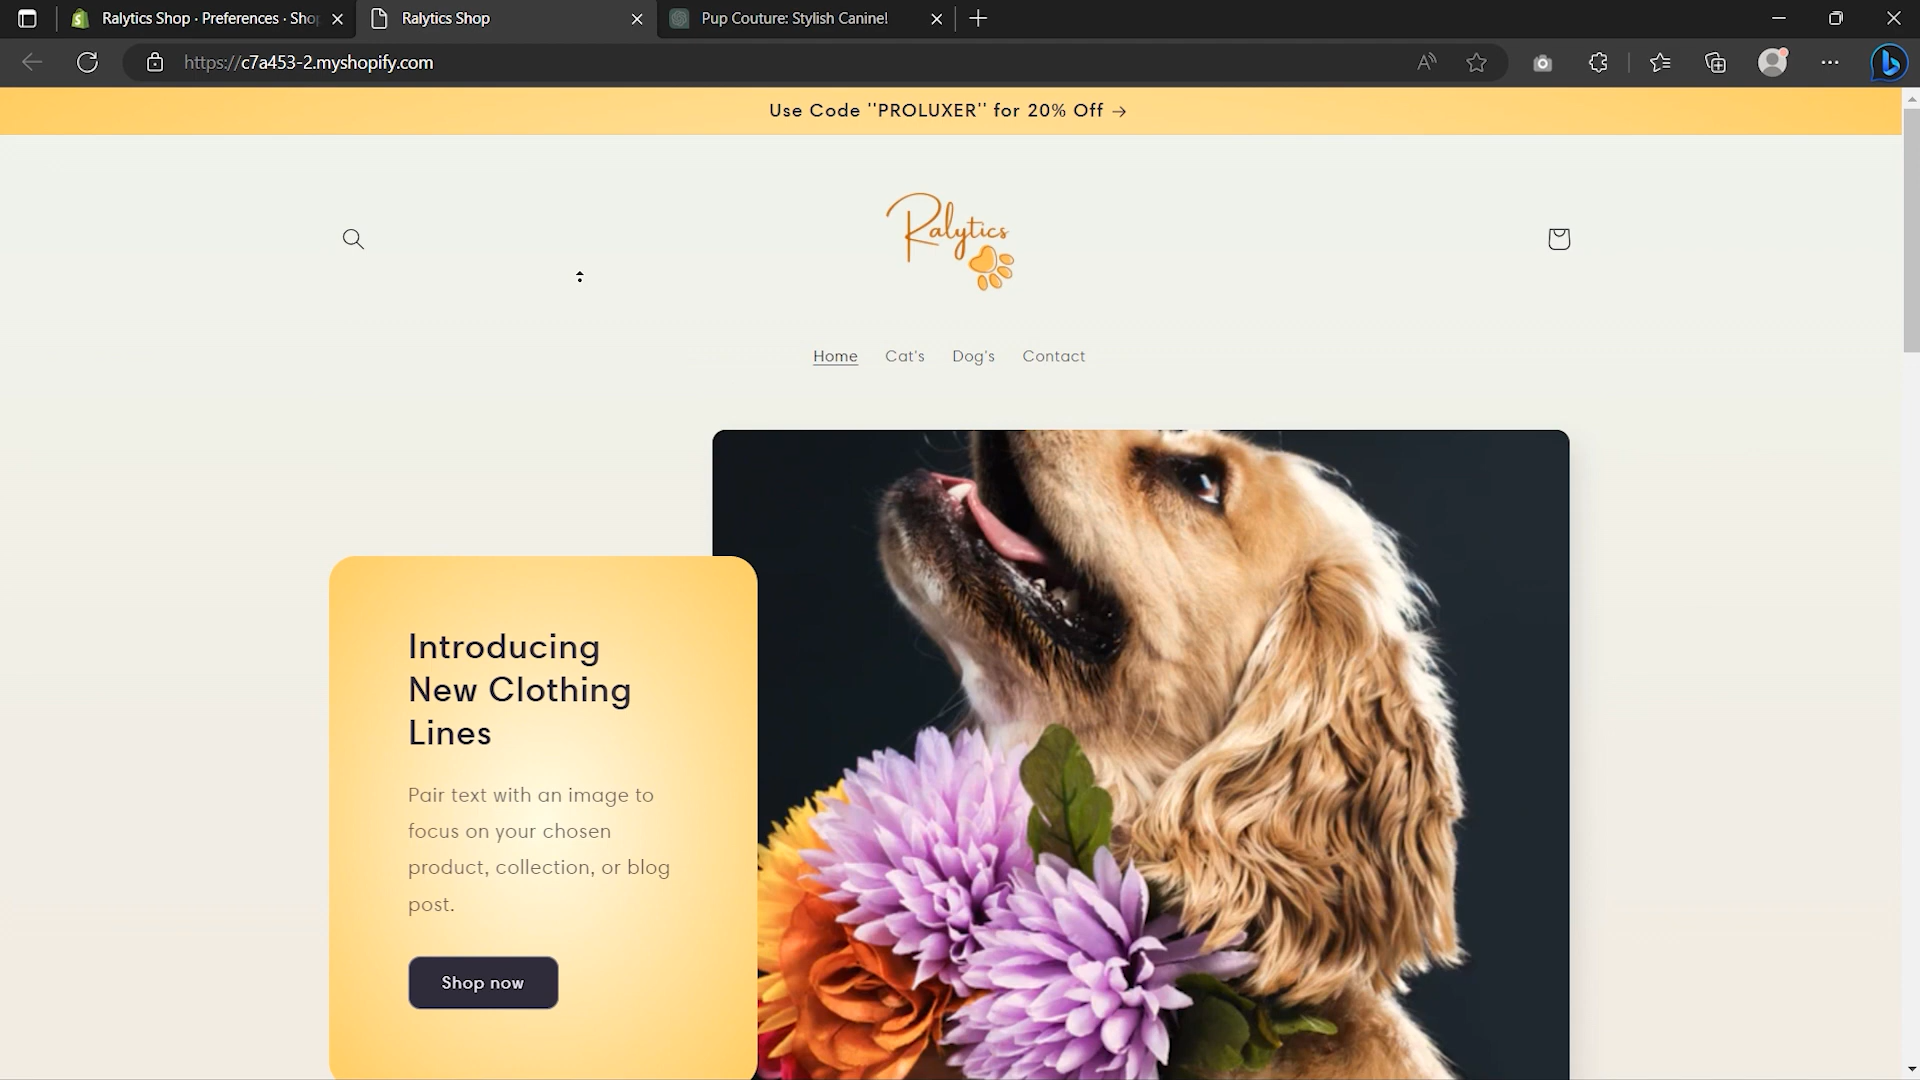 Ralytics Shop · Preferences · Sho
Ralytics Shop
Pup Couture: Stylish Canine!
https://c7a453-2.myshopify.com
Use Code ''PROLUXER'' for 20% Off →
Ralytics
Home Cat's Dog's Contact
Introducing
New Clothing
Lines
Pair text with an image to
focus on your chosen
product, collection, or blog
post.
Shop now